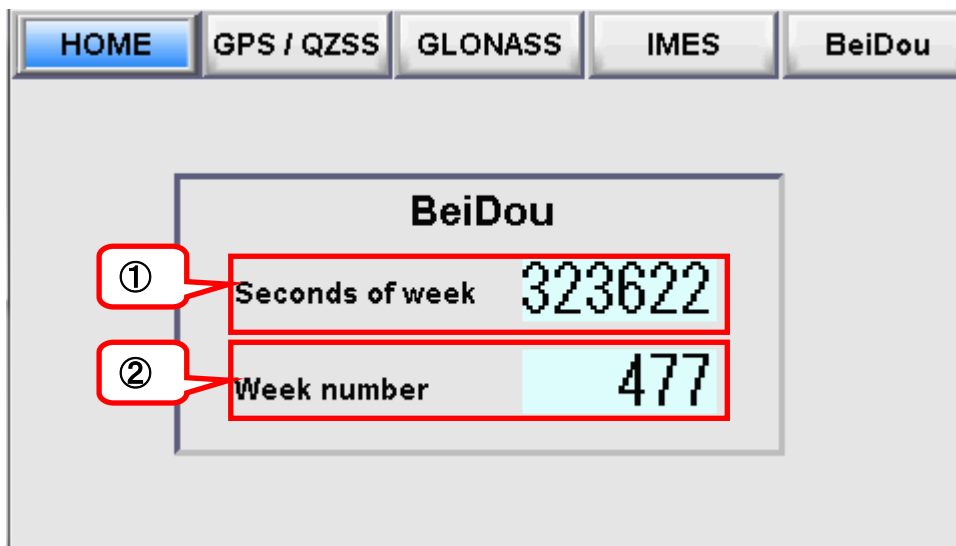 HOME GPS / QZSS GLONASS IMES BeiDou
BeiDou
① Seconds of week 323622
② Week number 477